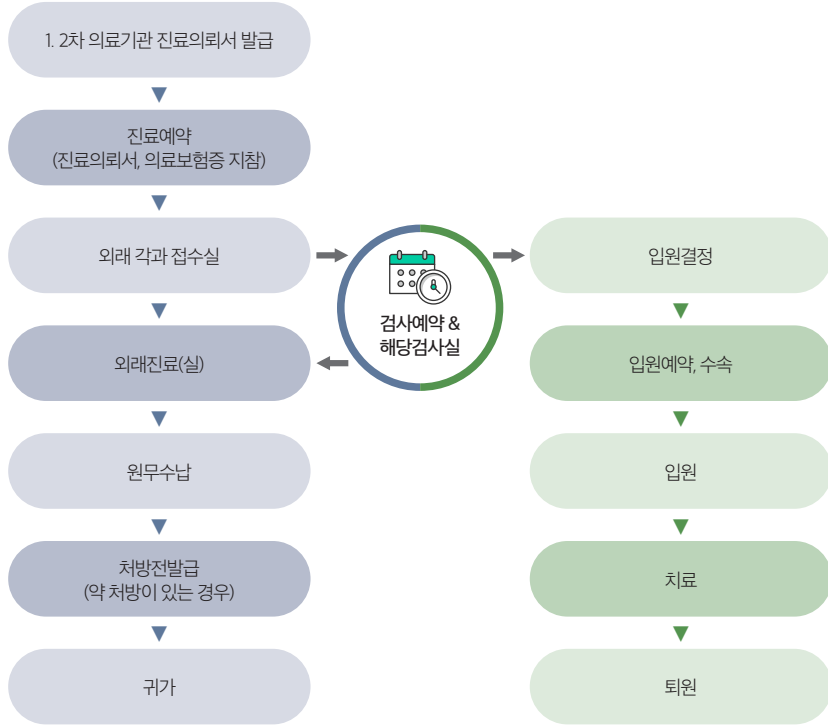 1. 2차 의료기관 진료의뢰서 발급
진료예약
(진료의뢰서, 의료보험증 지참)
외래 각과 접수실
외래진료(실)
원무수납
처방전발급
(약 처방이 있는 경우)
귀가
검사예약 &
해당검사실
입원결정
입원예약, 수속
입원
치료
퇴원